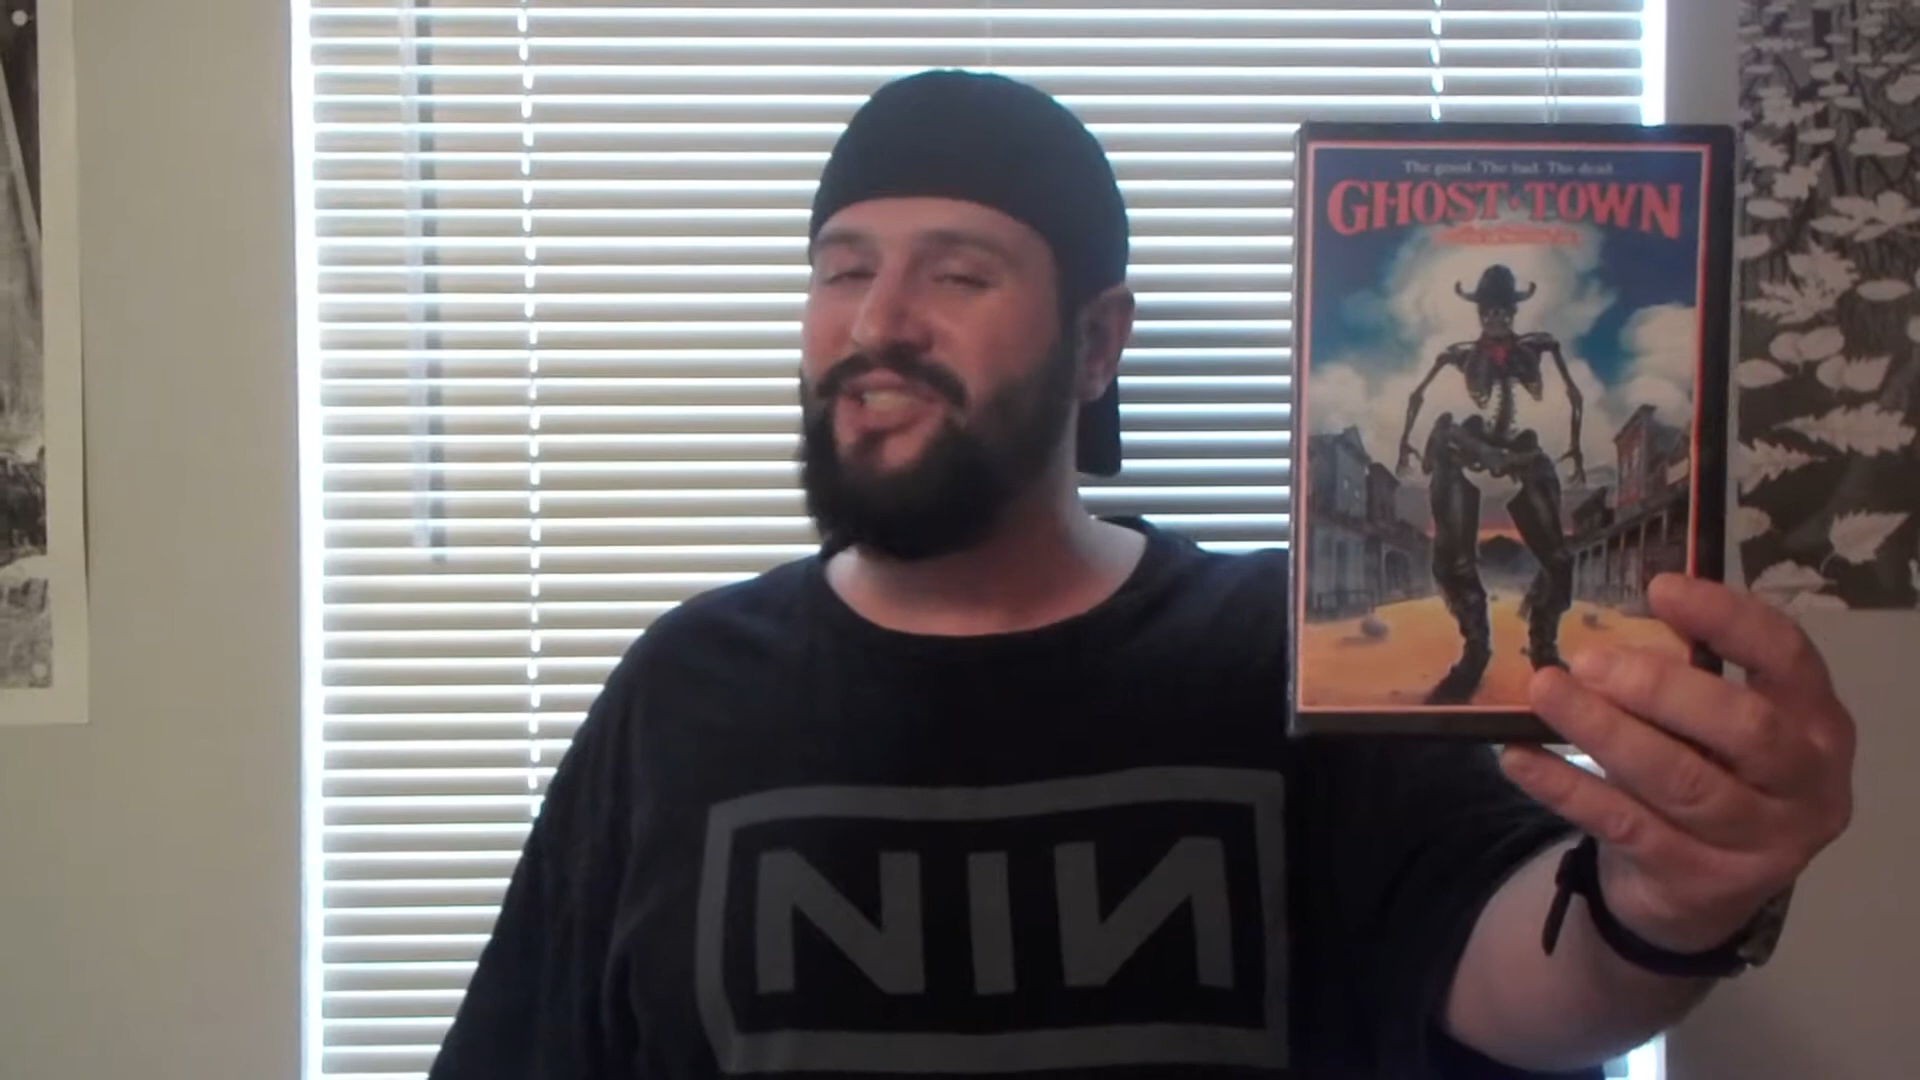 The good. The bad. The dead.
GHOST TOWN
NIN